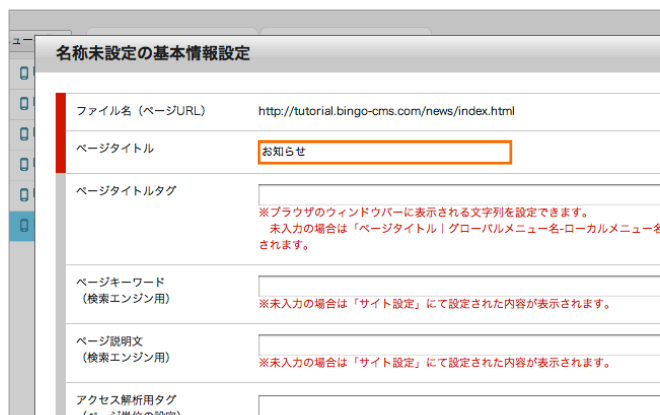 ュー
名称未設定の基本情報設定
ファイル名（ページURL） http://tutorial.bingo-cms.com/news/index.html
ページタイトル お知らせ
ページタイトルタグ
※ブラウザのウィンドウバーに表示される文字列を設定できます。
未入力の場合は「ページタイトル｜グローバルメニュー名-ローカルメニュー名
されます。
ページキーワード
（検索エンジン用）
※未入力の場合は「サイト設定」にて設定された内容が表示されます。
ページ説明文
（検索エンジン用）
※未入力の場合は「サイト設定」にて設定された内容が表示されます。
アクセス解析用タグ
（ページ単位の設定）